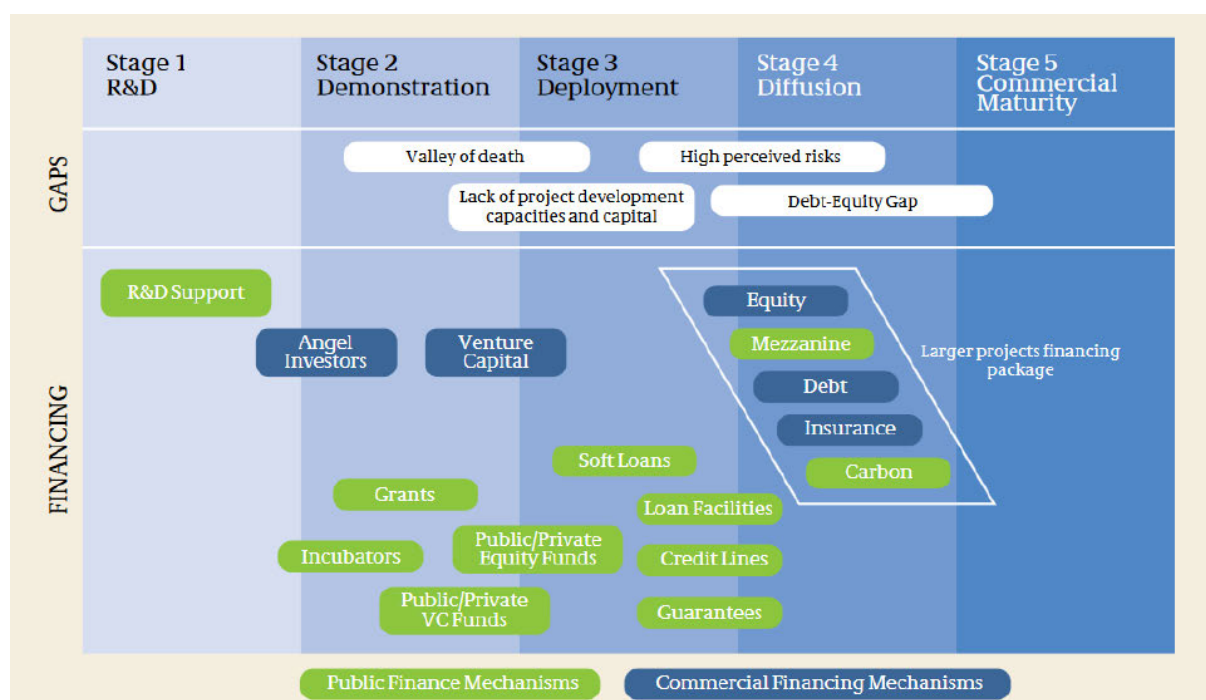 Stage 1
R&D
Stage 2
Demonstration
Stage 3
Deployment
Stage 4
Diffusion
Stage 5
Commercial
Maturity
GAPS
Valley of death
High perceived risks
Lack of project development
capacities and capital
Debt-Equity Gap
FINANCING
R&D Support
Angel
Investors
Venture
Capital
Equity
Mezzanine
Debt
Insurance
Carbon
Larger projects financing
package
Soft Loans
Grants
Loan Facilities
Incubators
Public/Private
Equity Funds
Credit Lines
Public/Private
VC Funds
Guarantees
Public Finance Mechanisms
Commercial Financing Mechanisms